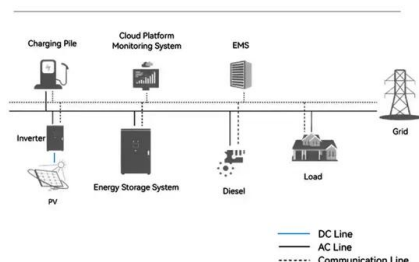 Charging Pile
Cloud Platform
Monitoring System
EMS
Inverter
Grid
PV
Energy Storage System
Diesel
Load
DC Line
AC Line
Communication Line